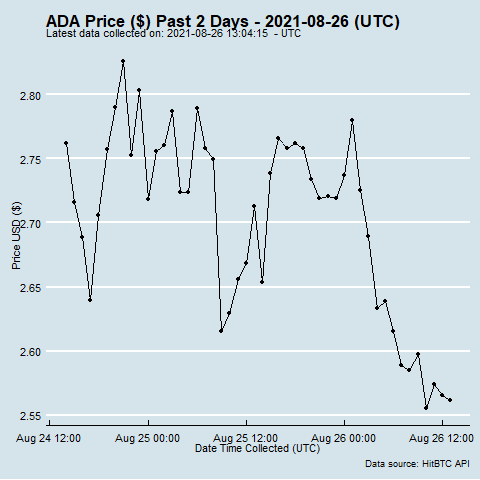 ADA Price ($) Past 2 Days - 2021-08-26 (UTC)
Latest data collected on: 2021-08-26 13:04:15 - UTC
Price USD ($)
2.80
2.75
2.70
2.65
2.60
2.55
Aug 24 12:00 Aug 25 00:00 Aug 25 12:00 Aug 26 00:00 Aug 26 12:00
Date Time Collected (UTC)
Data source: HitBTC API